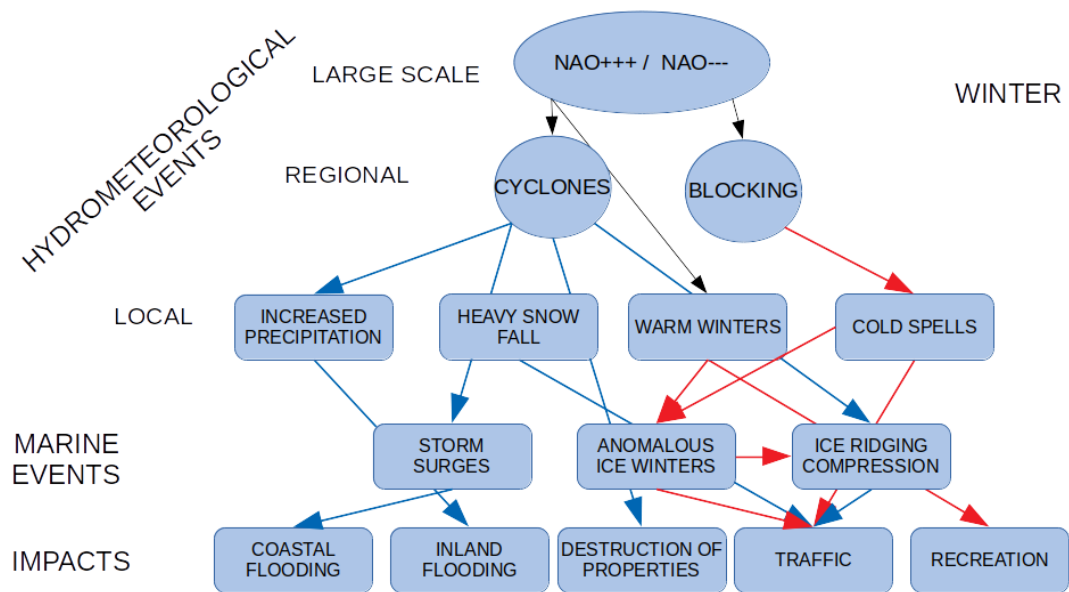 NAO+++ / NAO---
LARGE SCALE
WINTER
HYDROMETEOROLOGICAL
EVENTS
REGIONAL
CYCLONES
BLOCKING
LOCAL
INCREASED
PRECIPITATION
HEAVY SNOW
FALL
WARM WINTERS
COLD SPELLS
MARINE
EVENTS
STORM
SURGES
ANOMALOUS
ICE WINTERS
ICE RIDGING
COMPRESSION
IMPACTS
COASTAL
FLOODING
INLAND
FLOODING
DESTRUCTION OF
PROPERTIES
TRAFFIC
RECREATION